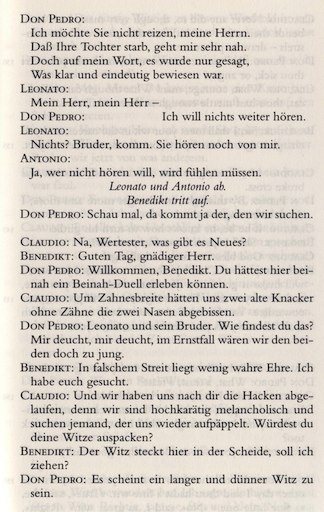 DON PEDRO:
Ich möchte Sie nicht reizen, meine Herrn.
Daß Ihre Tochter starb, geht mir sehr nah.
Doch auf mein Wort, es wurde nur gesagt,
Was klar und eindeutig bewiesen war.
LEONATO:
Mein Herr, mein Herr –
DON PEDRO: Ich will nichts weiter hören.
LEONATO:
Nichts? Bruder, komm. Sie hören noch von mir.
ANTONIO:
Ja, wer nicht hören will, wird fühlen müssen.
Leonato und Antonio ab.
Benedikt tritt auf.
DON PEDRO: Schau mal, da kommt ja der, den wir suchen.
CLAUDIO: Na, Wertester, was gibt es Neues?
BENEDIKT: Guten Tag, gnädiger Herr.
DON PEDRO: Willkommen, Benedikt. Du hättest hier bei-
nah ein Beinah-Duell erleben können.
CLAUDIO: Um Zahnesbreite hätten uns zwei alte Knacker
ohne Zähne die zwei Nasen abgebissen.
DON PEDRO: Leonato und sein Bruder. Wie findest du das?
Mir deucht, mir deucht, im Ernstfall wären wir den bei-
den doch zu jung.
BENEDIKT: In falschem Streit liegt wenig wahre Ehre. Ich
habe euch gesucht.
CLAUDIO: Und wir haben uns nach dir die Hacken abge-
laufen, denn wir sind hochkarätig melancholisch und
suchen jemand, der uns wieder aufpäppelt. Würdest du
deine Witze auspacken?
BENEDIKT: Der Witz steckt hier in der Scheide, soll ich
ziehen?
DON PEDRO: Es scheint ein langer und dünner Witz zu
sein.